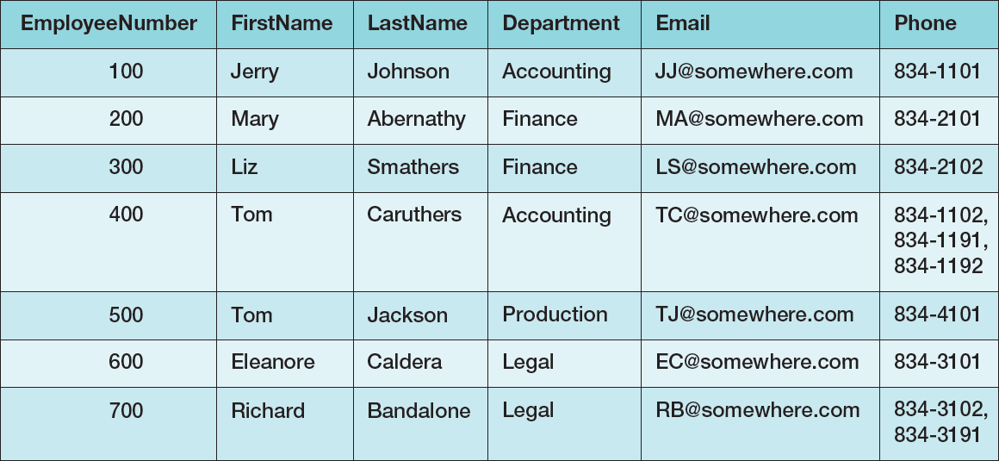 EmployeeNumber FirstName LastName Department Email Phone
100 Jerry Johnson Accounting JJ@somewhere.com 834-1101
200 Mary Abernathy Finance MA@somewhere.com 834-2101
300 Liz Smathers Finance LS@somewhere.com 834-2102
400 Tom Caruthers Accounting TC@somewhere.com 834-1102,
834-1191,
834-1192
500 Tom Jackson Production TJ@somewhere.com 834-4101
600 Eleanore Caldera Legal EC@somewhere.com 834-3101
700 Richard Bandalone Legal RB@somewhere.com 834-3102,
834-3191